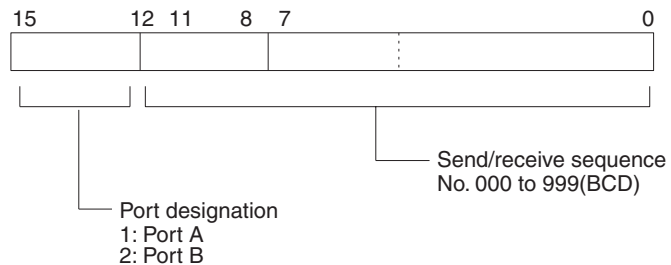 15 12 11 8 7 0
Send/receive sequence
No. 000 to 999(BCD)
Port designation
1: Port A
2: Port B